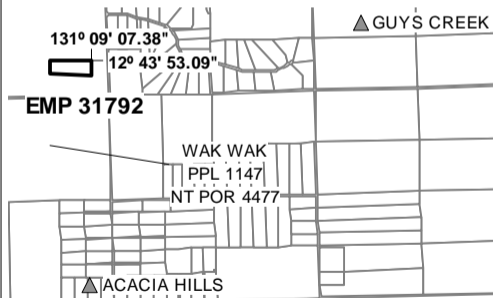 GUYS CREEK
131º 09' 07.38"
12º 43' 53.09"
EMP 31792
WAK WAK
PPL 1147
NT POR 4477
ACACIA HILLS